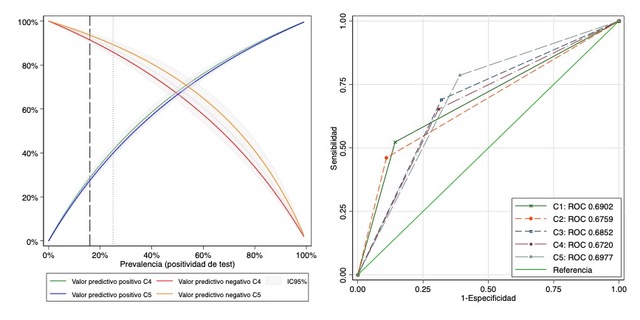 100%
80%
60%
40%
20%
0%
0%
20%
40%
60%
80%
100%
Prevalencia (positividad de test)
Valor predictivo positivo C4
Valor predictivo negativo C4
IC95%
Valor predictivo positivo C5
Valor predictivo negativo C5
Sensibilidad
1.00
0.75
0.50
0.25
0.00
0.00
0.25
0.50
0.75
1.00
1-Especificidad
C1: ROC 0.6902
C2: ROC 0.6759
C3: ROC 0.6852
C4: ROC 0.6720
C5: ROC 0.6977
Referencia